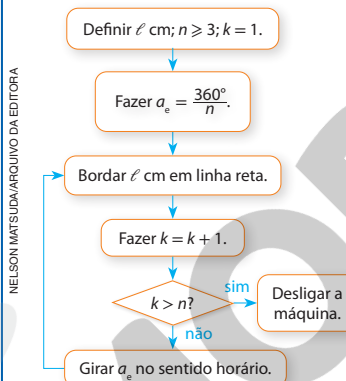 NELSON MATSUDA/ARQUIVO DA EDITORA
Definir ℓ cm; n ⩾ 3; k = 1.
Fazer aₑ = 360°/n.
Bordar ℓ cm em linha reta.
Fazer k = k + 1.
k > n?
sim
Desligar a
máquina.
não
Girar aₑ no sentido horário.